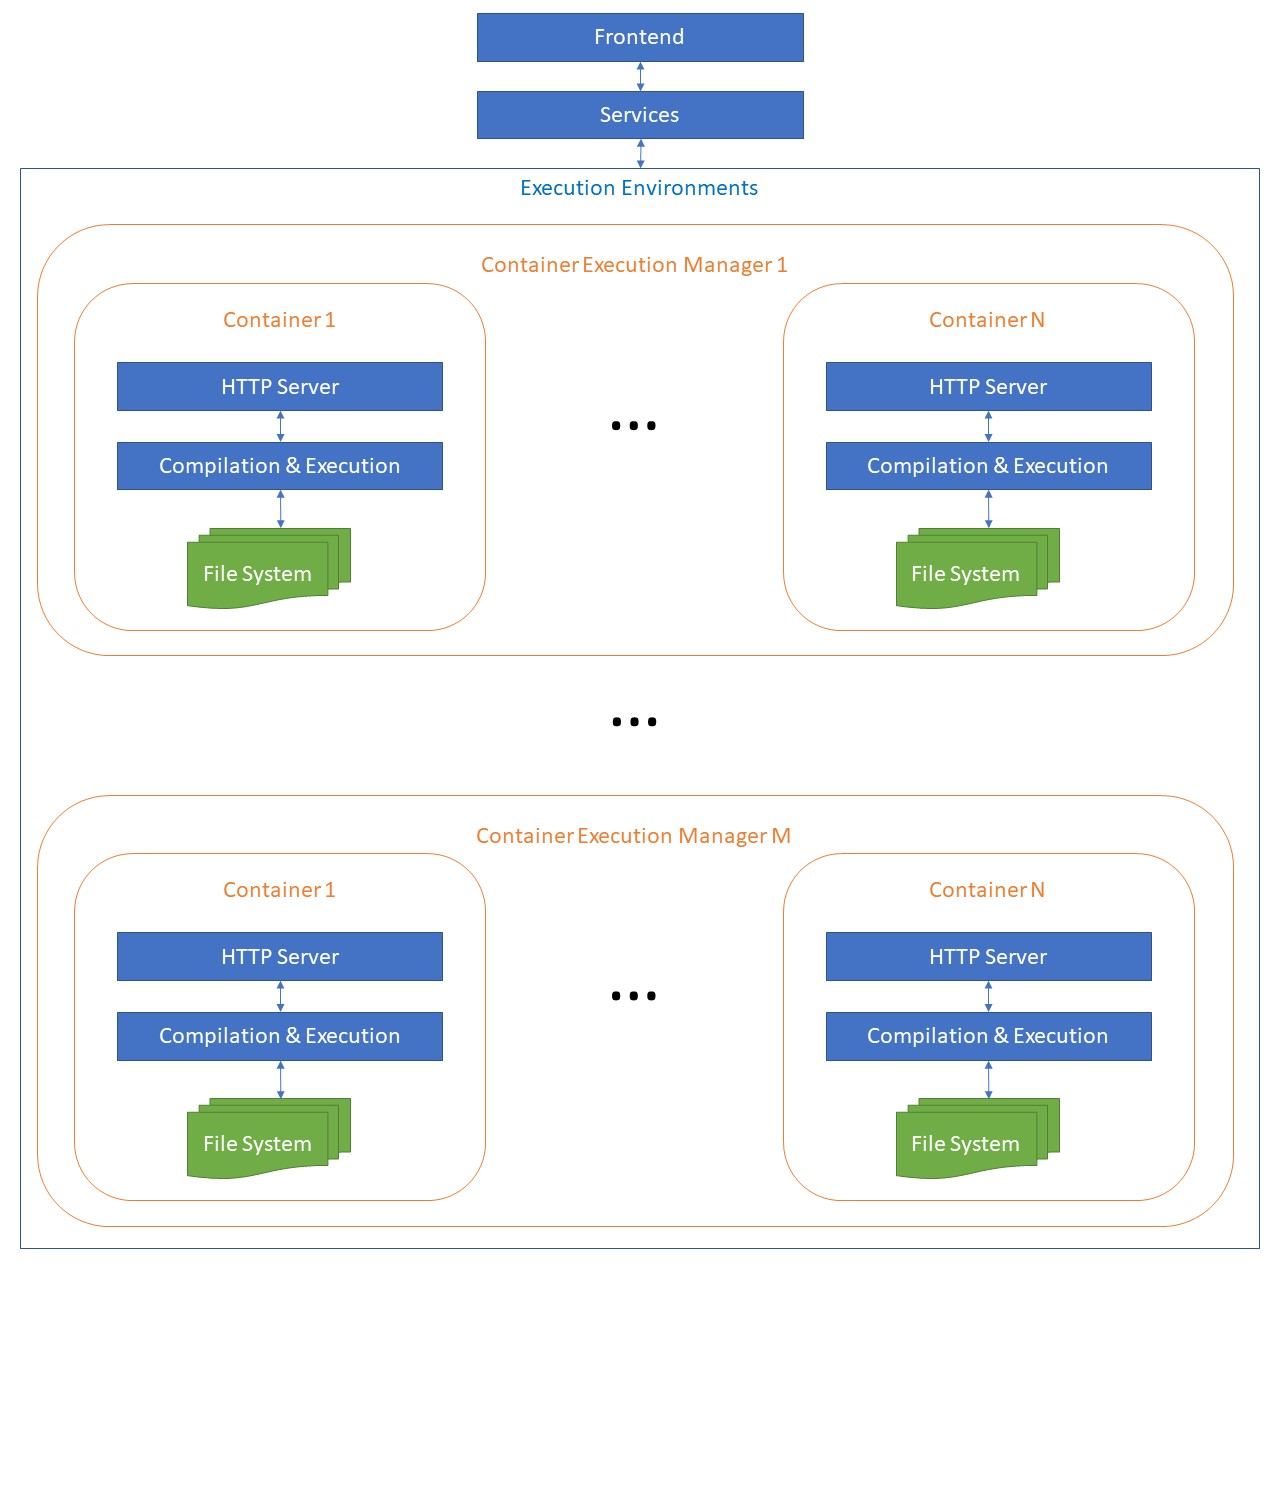 Frontend
Services
Execution Environments
Container Execution Manager 1
Container 1
Container N
HTTP Server
HTTP Server
...
Compilation & Execution
Compilation & Execution
File System
File System
...
Container Execution Manager M
Container 1
Container N
HTTP Server
HTTP Server
...
Compilation & Execution
Compilation & Execution
File System
File System